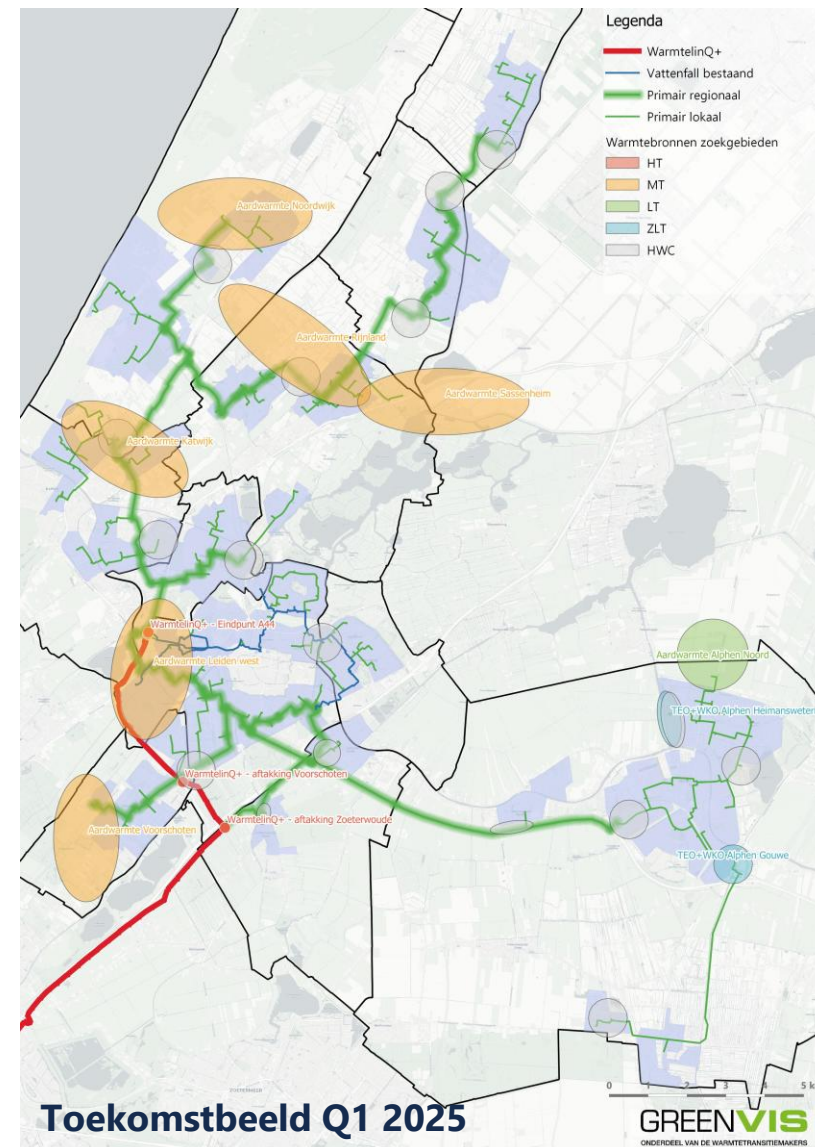 Legenda
WarmtelinQ+
Vattenfall bestaand
Primair regionaal
Primair lokaal
Warmtebronnen zoekgebieden
HT
MT
LT
ZLT
HWC
Aardwarmte Noordwijk
Aardwarmte Rijnland
Aardwarmte Sassenheim
Aardwarmte Katwijk
WarmtelinQ+ - Eindpunt A44
Aardwarmte Leiden west
Aardwarmte Alphen Noord
TEO+WKO Alphen Heimanswetering
WarmtelinQ+ - aftakking Voorschoten
WarmtelinQ+ - aftakking Zoeterwoude
Aardwarmte Voorschoten
TEO+WKO Alphen Gouwe
0 1 2 3 4 5 k
Toekomstbeeld Q1 2025
GREENVIS
ONDERDEEL VAN DE WARMTETRANSITIEMAKERS